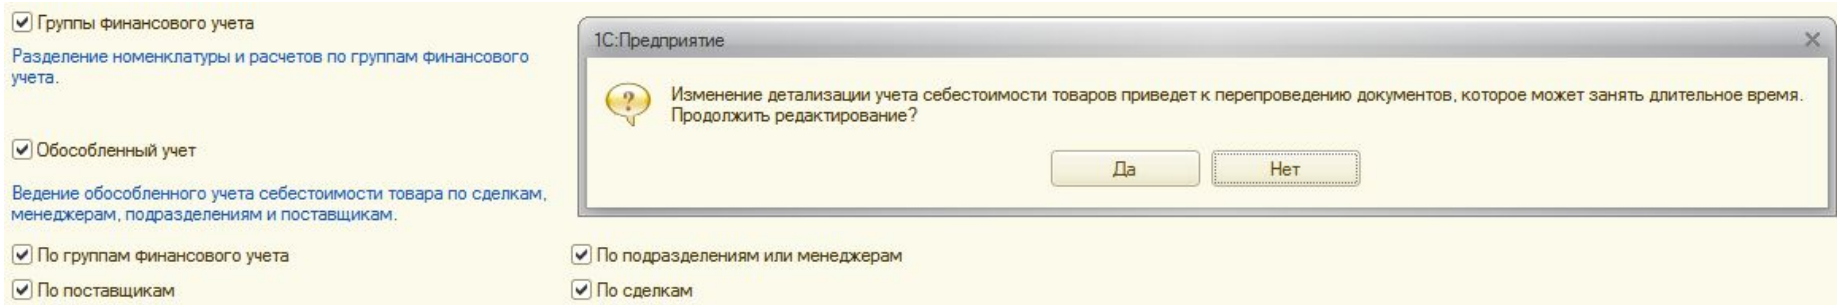 Группы финансового учета
Разделение номенклатуры и расчетов по группам финансового
учета.
Обособленный учет
Ведение обособленного учета себестоимости товара по сделкам,
менеджерам, подразделениям и поставщикам.
1С:Предприятие
Изменение детализации учета себестоимости товаров приведет к перепроведению документов, которое может занять длительное время.
Продолжить редактирование?
Да
Нет
По группам финансового учета
По подразделениям или менеджерам
По поставщикам
По сделкам